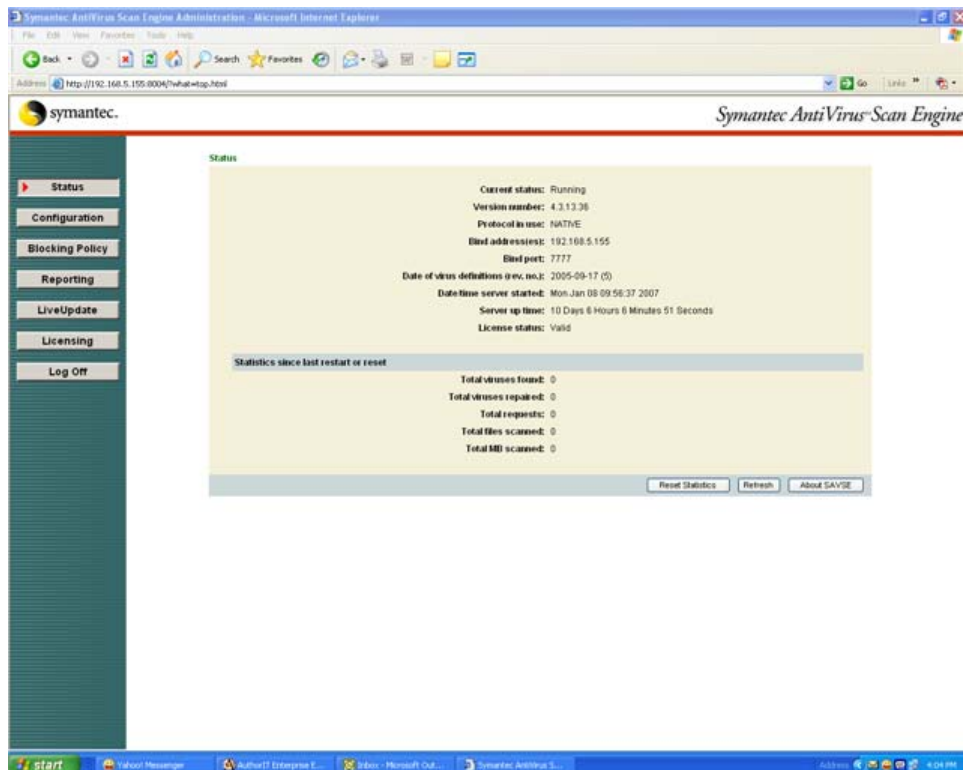 Symantec AntiVirus Scan Engine Administration - Microsoft Internet Explorer
File Edit View Favorites Tools Help
Back Search Favorites
Address http://192.168.5.155:8004/?what=top.html Go Links »
symantec. Symantec AntiVirus™ Scan Engine
Status
Status
Configuration
Blocking Policy
Reporting
LiveUpdate
Licensing
Log Off
Current status: Running
Version number: 4.3.13.36
Protocol in use: NATIVE
Bind address(es): 192.168.5.155
Bind port: 7777
Date of virus definitions (rev. no.): 2005-09-17 (5)
Date/time server started: Mon Jan 08 09:56:37 2007
Server up time: 10 Days 6 Hours 6 Minutes 51 Seconds
License status: Valid
Statistics since last restart or reset
Total viruses found: 0
Total viruses repaired: 0
Total requests: 0
Total files scanned: 0
Total MB scanned: 0
Reset Statistics Refresh About SAVSE
start Yahoo! Messenger AuthorIT Enterprise E... Inbox - Microsoft Out... Symantec AntiVirus S... Address 4:04 PM